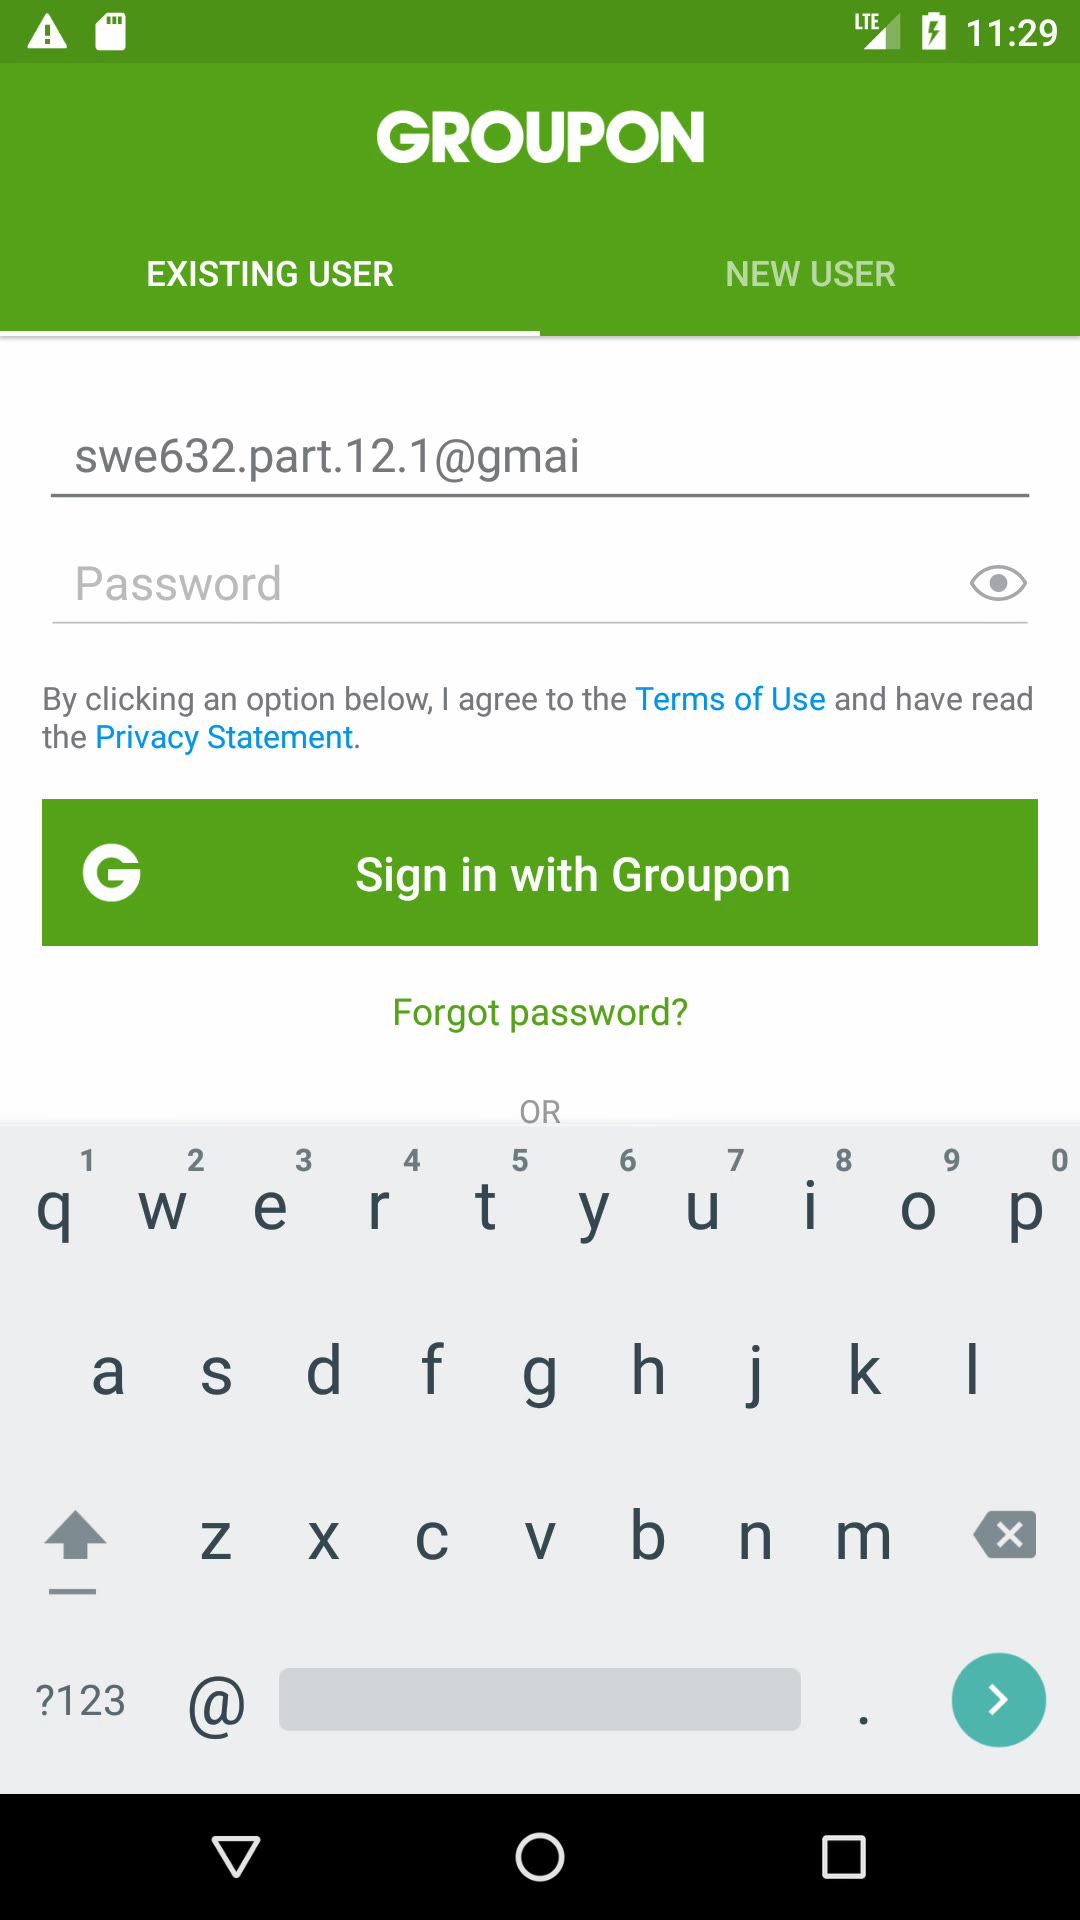 LTE 11:29
GROUPON
EXISTING USER NEW USER
swe632.part.12.1@gmai
Password
By clicking an option below, I agree to the Terms of Use and have read
the Privacy Statement.
G Sign in with Groupon
Forgot password?
OR
1 2 3 4 5 6 7 8 9 0
q w e r t y u i o p
a s d f g h j k l
z x c v b n m
?123 @ .